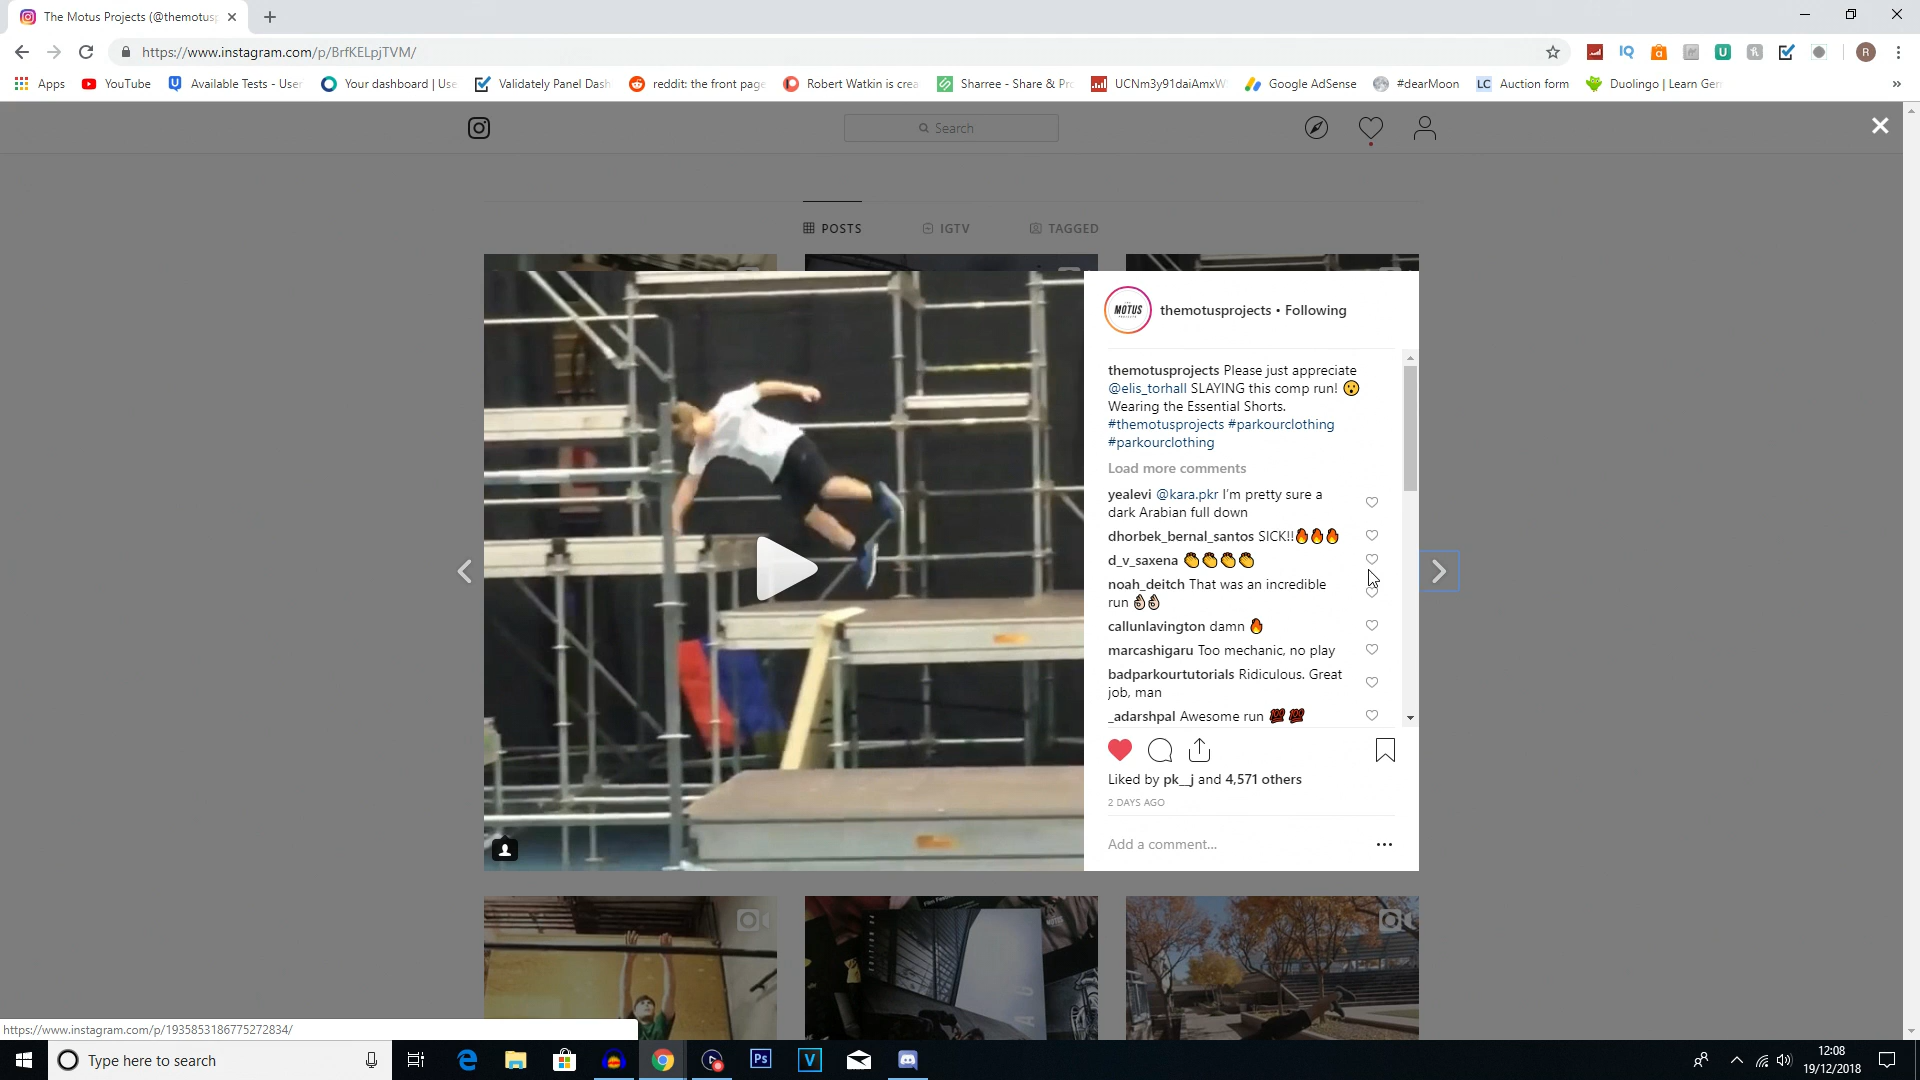 The Motus Projects (@themotusp
https://www.instagram.com/p/BrfKELpjTVM/
R
Apps
YouTube
Available Tests - User
Your dashboard | Use
Validately Panel Dash
reddit: the front page
Robert Watkin is crea
Sharree - Share & Pr
UCNm3y91daiAmxW
Google AdSense
#dearMoon
LC Auction form
Duolingo | Learn Ger
»
Search
POSTS
IGTV
TAGGED
MOTUS
themotusprojects • Following
themotusprojects Please just appreciate
@elis_torhall SLAYING this comp run! 😮
Wearing the Essential Shorts.
#themotusprojects #parkourclothing
#parkourclothing
Load more comments
yealevi @kara.pkr I'm pretty sure a
dark Arabian full down
dhorbek_bernal_santos SICK!!🔥🔥🔥
d_v_saxena 👏👏👏👏
noah_deitch That was an incredible
run 👌🏻👌🏻
callunlavington damn 🔥
marcashigaru Too mechanic, no play
badparkourtutorials Ridiculous. Great
job, man
_adarshpal Awesome run 💯 💯
Liked by pk__j and 4,571 others
2 DAYS AGO
Add a comment...
https://www.instagram.com/p/1935853186775272834/
Type here to search
Ps
V
12:08
19/12/2018